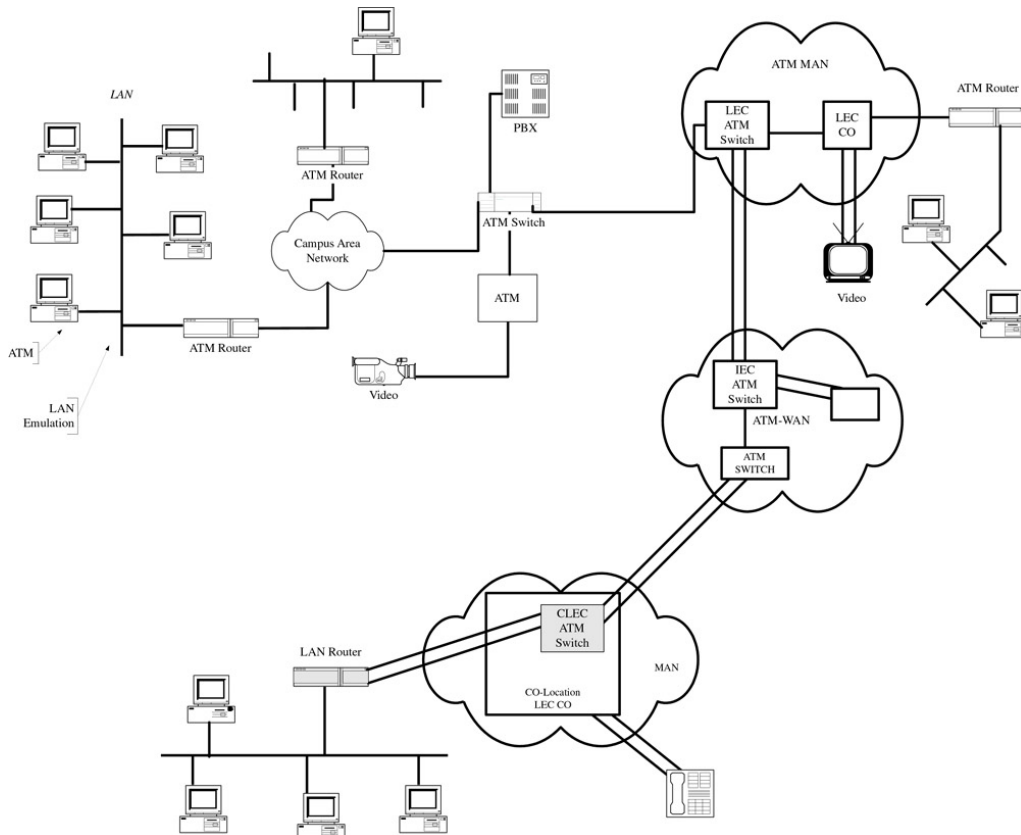 ATM MAN
LAN
ATM Router
LEC
ATM
Switch
LEC
CO
PBX
ATM Router
ATM Switch
Campus Area
Network
ATM
Video
ATM Router
ATM
Video
LAN
Emulation
IEC
ATM
Switch
ATM-WAN
ATM
SWITCH
CLEC
ATM
Switch
LAN Router
MAN
CO-Location
LEC CO